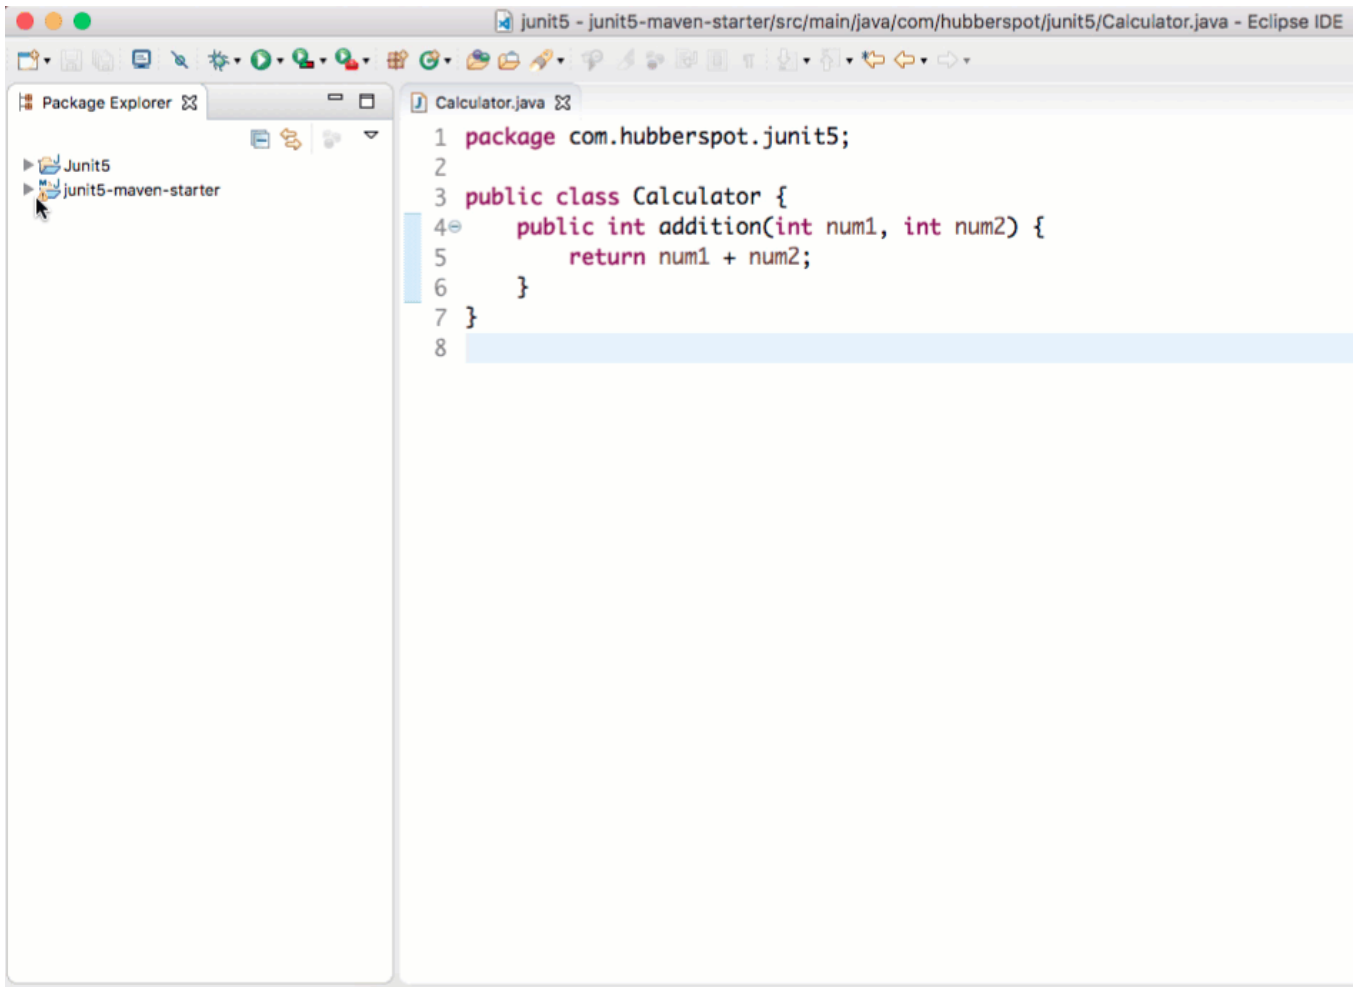 junit5 - junit5-maven-starter/src/main/java/com/hubberspot/junit5/Calculator.java - Eclipse IDE
Package Explorer
Junit5
junit5-maven-starter
Calculator.java
1 package com.hubberspot.junit5;
2
3 public class Calculator {
4 public int addition(int num1, int num2) {
5 return num1 + num2;
6 }
7 }
8